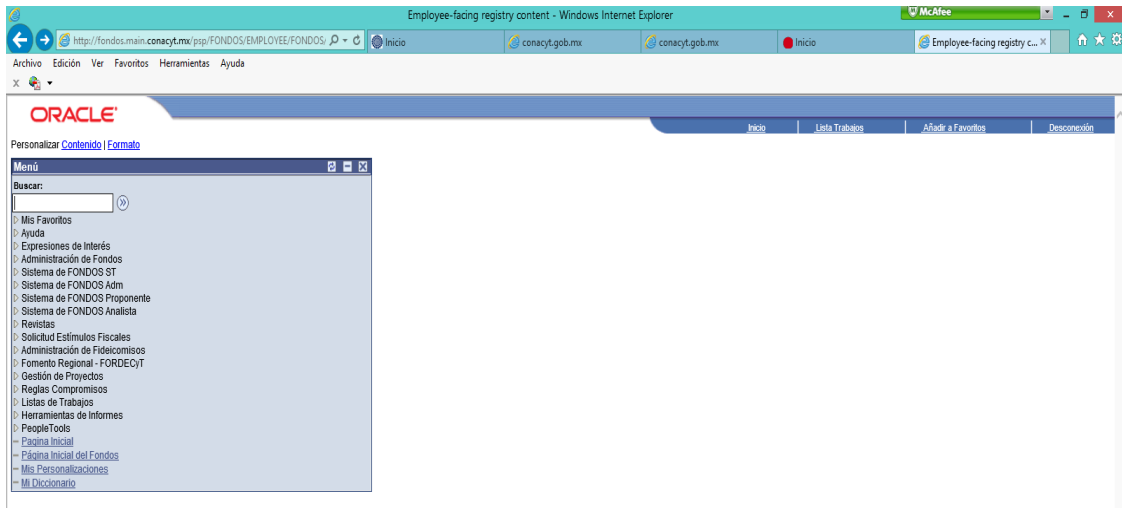 Employee-facing registry content - Windows Internet Explorer
McAfee
http://fondos.main.conacyt.mx/psp/FONDOS/EMPLOYEE/FONDOS/
Inicio
conacyt.gob.mx
conacyt.gob.mx
Inicio
Employee-facing registry c... ×
Archivo Edición Ver Favoritos Herramientas Ayuda
x
ORACLE'
Inicio | Lista Trabajos | Añadir a Favoritos | Desconexión
Personalizar Contenido | Formato
Menú
Buscar:
Mis Favoritos
Ayuda
Expresiones de Interés
Administración de Fondos
Sistema de FONDOS ST
Sistema de FONDOS Adm
Sistema de FONDOS Proponente
Sistema de FONDOS Analista
Revistas
Solicitud Estímulos Fiscales
Administración de Fideicomisos
Fomento Regional - FORDECyT
Gestión de Proyectos
Reglas Compromisos
Listas de Trabajos
Herramientas de Informes
PeopleTools
Pagina Inicial
Página Inicial del Fondos
Mis Personalizaciones
Mi Diccionario